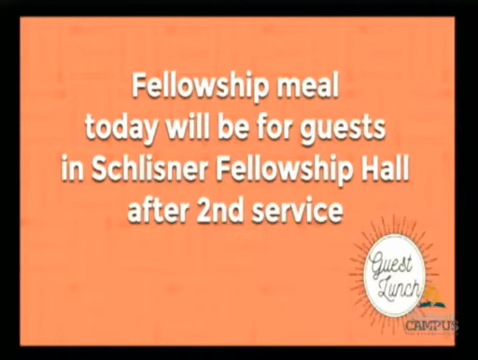 Fellowship meal
today will be for guests
in Schlisner Fellowship Hall
after 2nd service
Guest
Lunch
CAMPUS